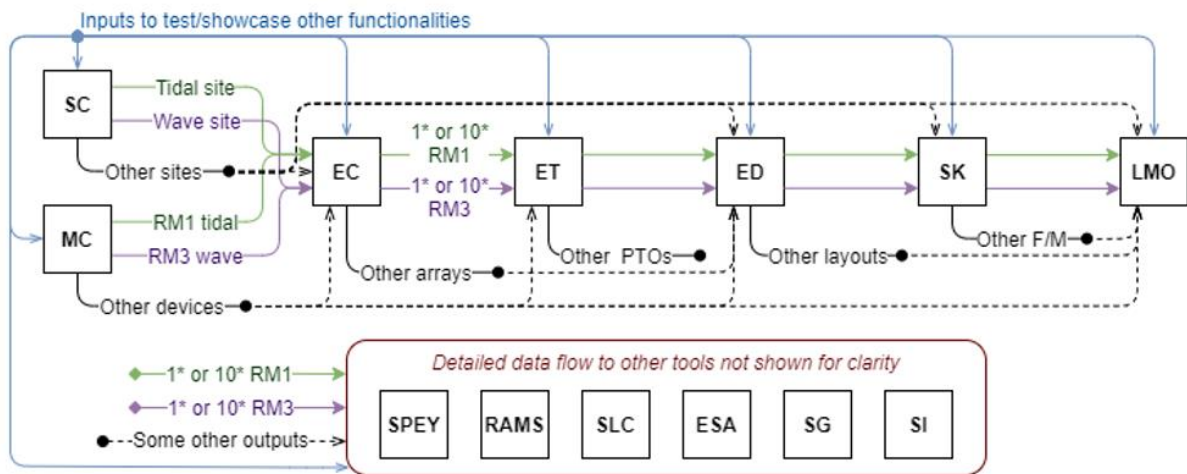 Inputs to test/showcase other functionalities
SC
Tidal site
Wave site
Other sites
MC
RM1 tidal
RM3 wave
Other devices
EC
1* or 10*
RM1
1* or 10*
RM3
Other arrays
ET
Other PTOs
ED
Other layouts
SK
Other F/M
LMO
1* or 10* RM1
1* or 10* RM3
Some other outputs
Detailed data flow to other tools not shown for clarity
SPEY
RAMS
SLC
ESA
SG
SI